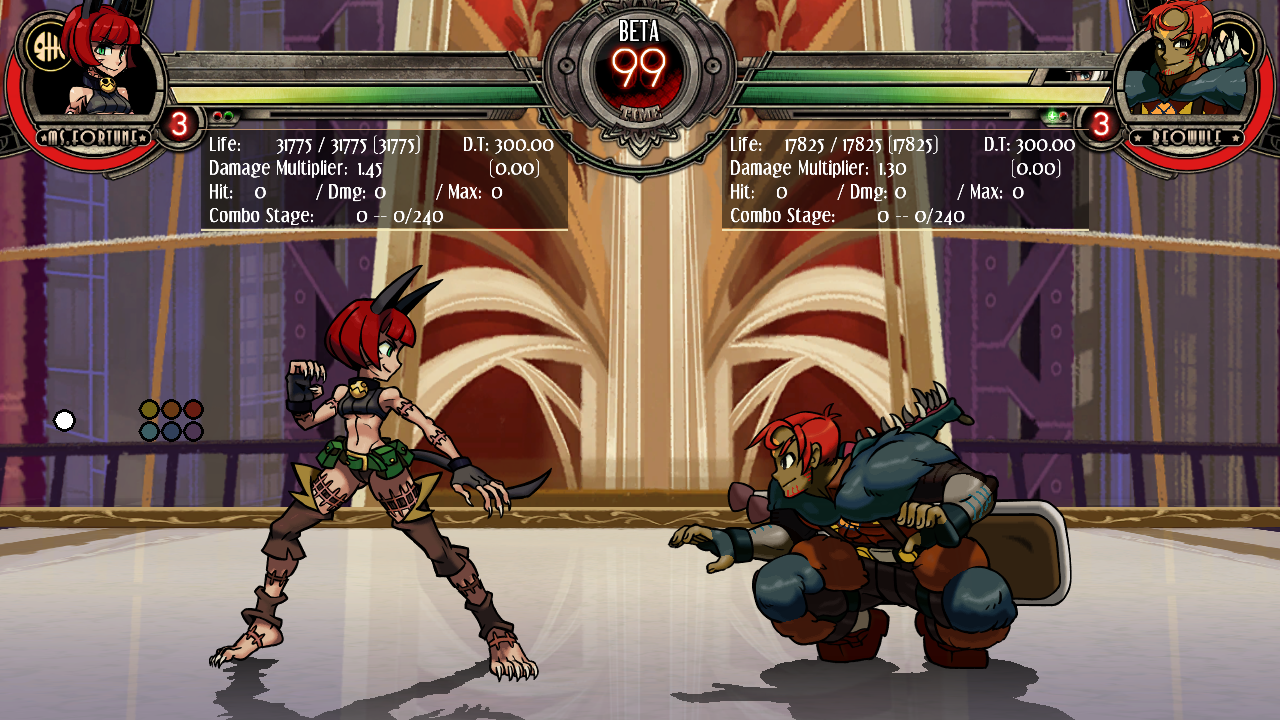 BETA
99
TIME
MS. FORTUNE
3
3
BEOWULF
Life: 31775 / 31775 (31775) D.T: 300.00
Damage Multiplier: 1.45 (0.00)
Hit: 0 / Dmg: 0 / Max: 0
Combo Stage: 0 -- 0/240
Life: 17825 / 17825 (17825) D.T: 300.00
Damage Multiplier: 1.30 (0.00)
Hit: 0 / Dmg: 0 / Max: 0
Combo Stage: 0 -- 0/240